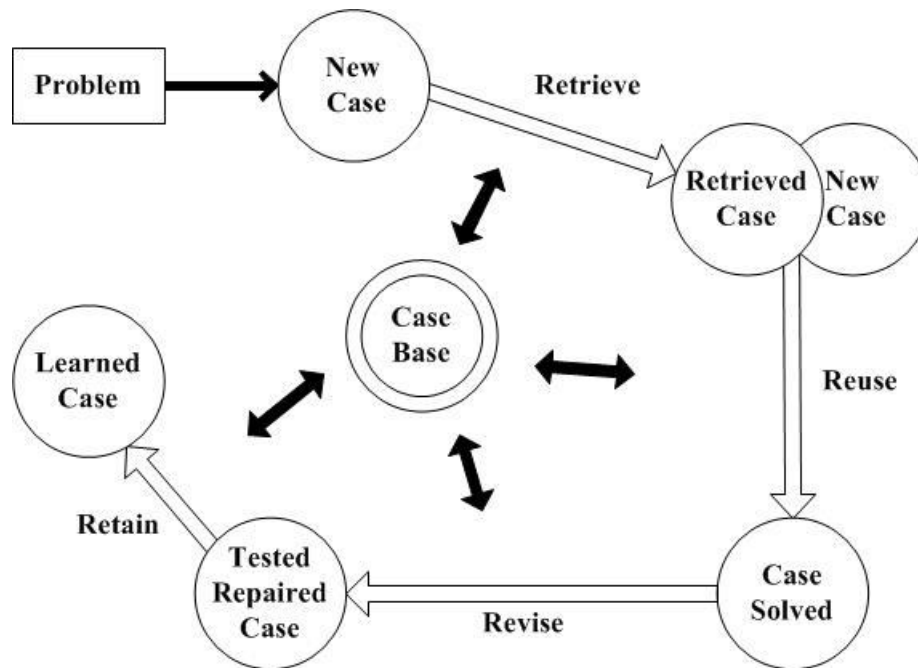 Problem
New
Case
Retrieve
Retrieved
Case
New
Case
Case
Base
Learned
Case
Reuse
Retain
Tested
Repaired
Case
Revise
Case
Solved